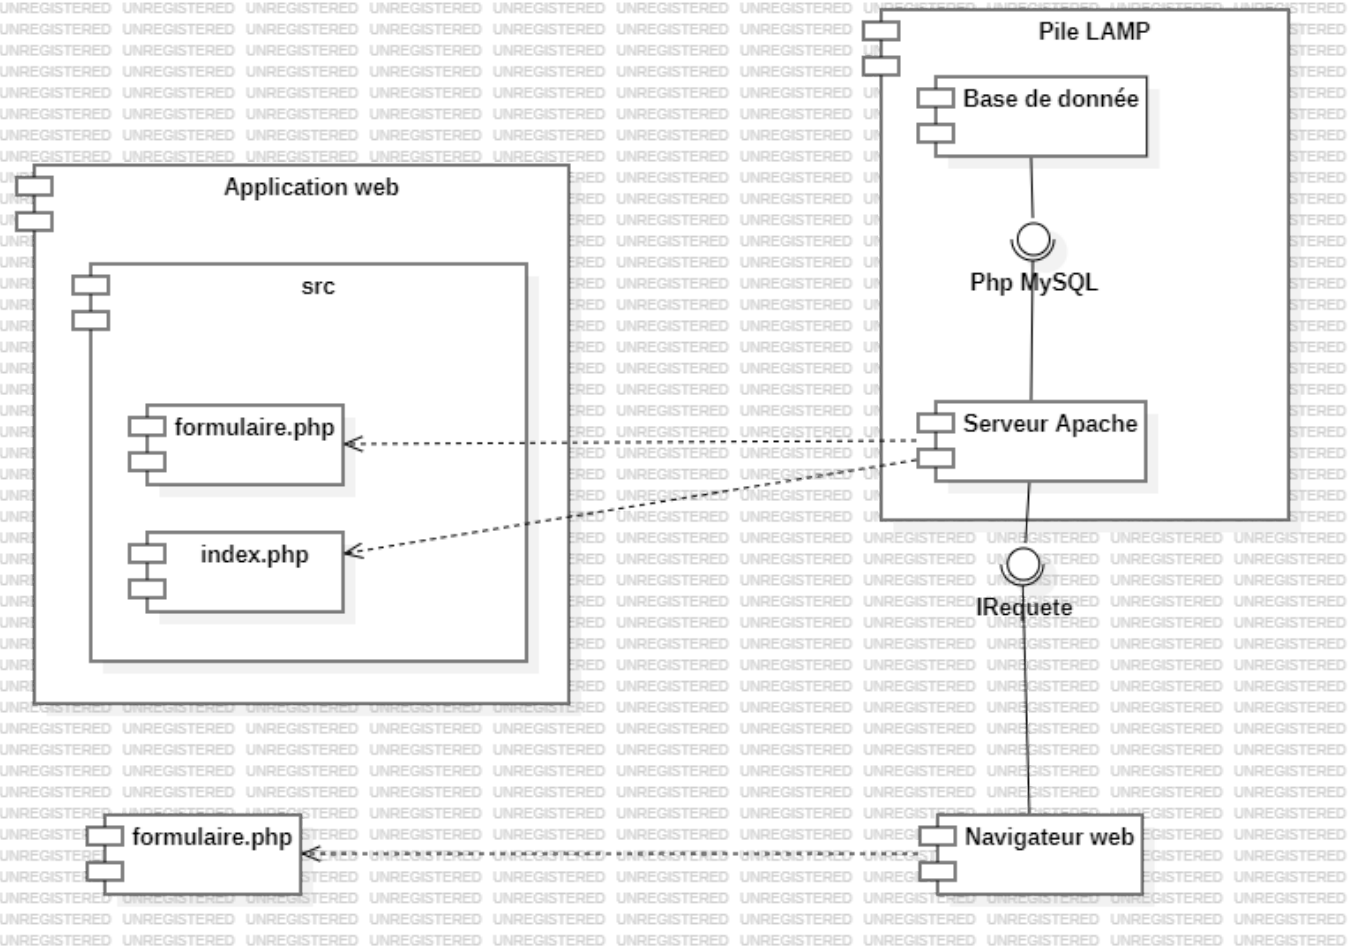 Pile LAMP
Base de donnée
Application web
src
Php MySQL
formulaire.php
Serveur Apache
index.php
IRequete
formulaire.php
Navigateur web
UNREGISTERED